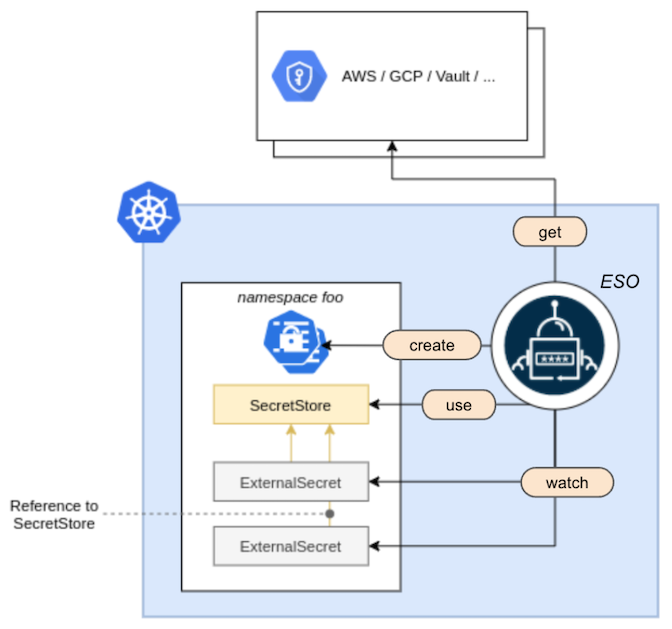 AWS / GCP / Vault / ...
get
ESO
namespace foo
create
****
SecretStore
use
ExternalSecret
watch
Reference to
SecretStore
ExternalSecret